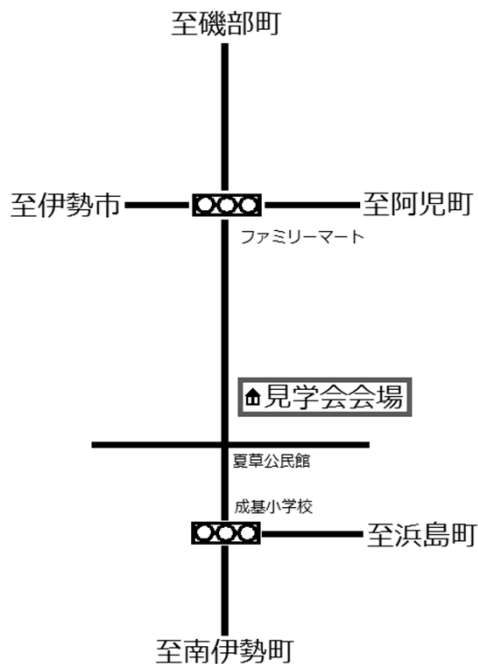 至磯部町
至伊勢市
至阿児町
ファミリーマート
見学会会場
夏草公民館
成基小学校
至浜島町
至南伊勢町